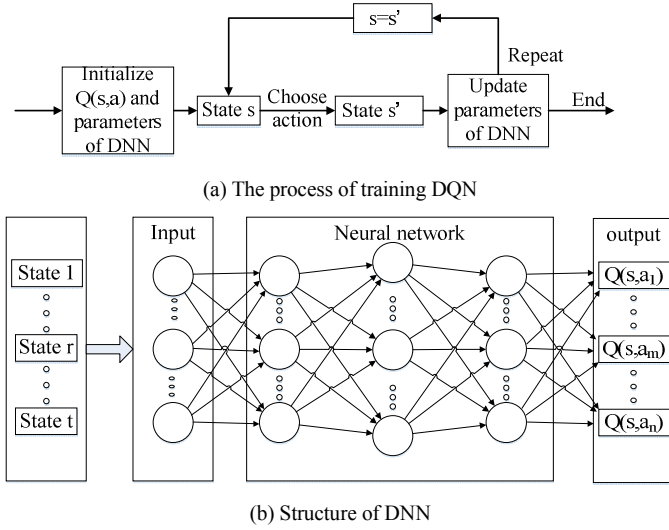 s=s'
Repeat
Initialize
Q(s,a) and
parameters
of DNN
State s
Choose
action
State s'
Update
parameters
of DNN
End
(a) The process of training DQN
Input
Neural network
output
State 1
State r
State t
Q(s,a₁)
Q(s,aₘ)
Q(s,aₙ)
(b) Structure of DNN